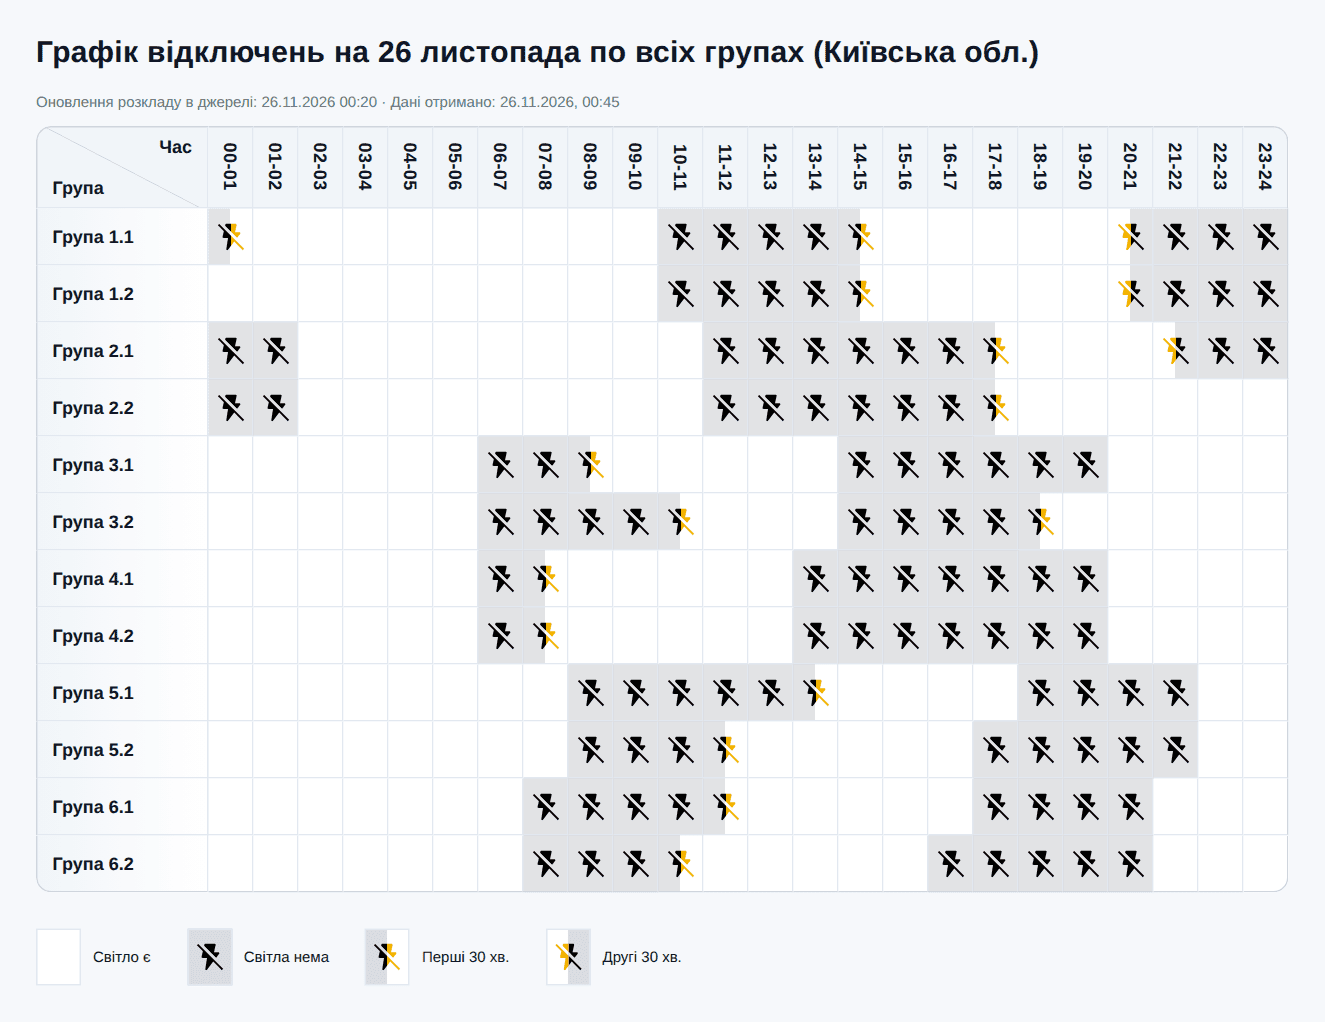 Графік відключень на 26 листопада по всіх групах (Київська обл.)
Оновлення розкладу в джерелі: 26.11.2026 00:20 · Дані отримано: 26.11.2026, 00:45
Час
Група
00-01 01-02 02-03 03-04 04-05 05-06 06-07 07-08 08-09 09-10 10-11 11-12 12-13 13-14 14-15 15-16 16-17 17-18 18-19 19-20 20-21 21-22 22-23 23-24
Група 1.1
Група 1.2
Група 2.1
Група 2.2
Група 3.1
Група 3.2
Група 4.1
Група 4.2
Група 5.1
Група 5.2
Група 6.1
Група 6.2
Світло є Світла нема Перші 30 хв. Другі 30 хв.